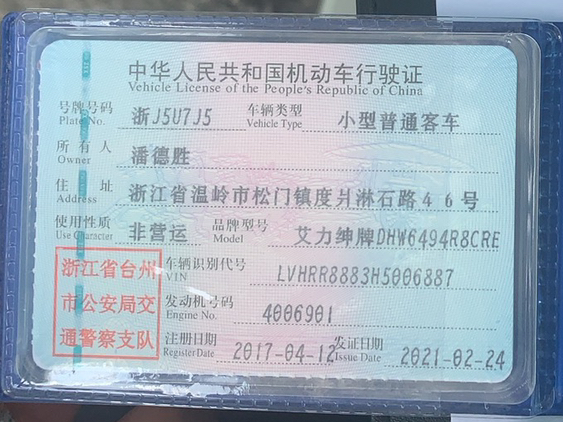 中华人民共和国机动车行驶证
Vehicle License of the People's Republic of China
号牌号码 浙J5U7J5 车辆类型 小型普通客车
Plate No. Vehicle Type
所有人 潘德胜
Owner
住址 浙江省温岭市松门镇度爿淋石路46号
Address
使用性质 非营运 品牌型号 艾力绅牌DHW6494R8CRE
Use Character Model
浙江省台州
市公安局交
通警察支队
车辆识别代号 LVHRR8883H5006887
VIN
发动机号码 4006901
Engine No.
注册日期 2017-04-12 发证日期 2021-02-24
Register Date Issue Date